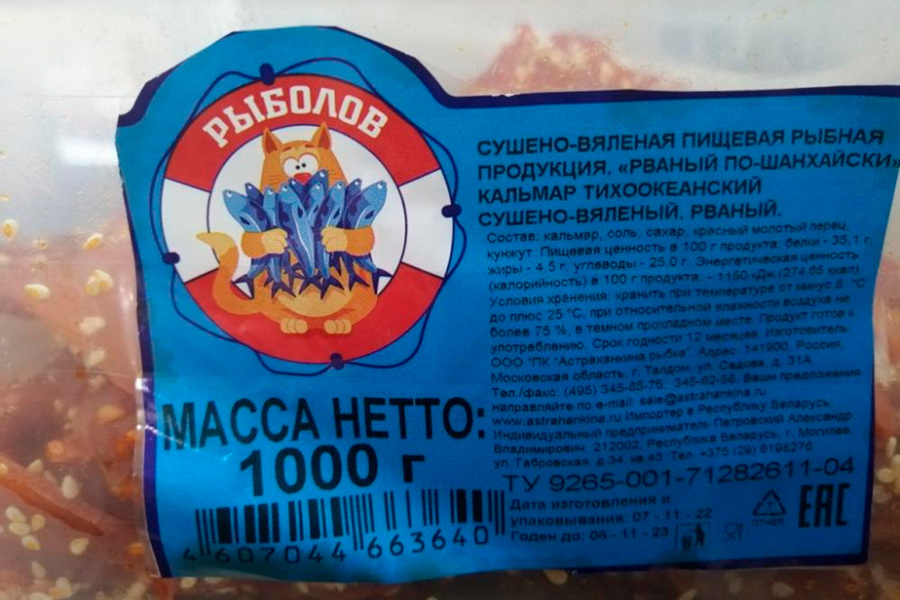 РЫБОЛОВ
СУШЕНО-ВЯЛЕНАЯ ПИЩЕВАЯ РЫБНАЯ
ПРОДУКЦИЯ. «РВАНЫЙ ПО-ШАНХАЙСКИ»
КАЛЬМАР ТИХООКЕАНСКИЙ
СУШЕНО-ВЯЛЕНЫЙ. РВАНЫЙ.
Состав: кальмар, соль, сахар, красный молотый перец,
кунжут. Пищевая ценность в 100 г продукта: белки - 35,1 г,
жиры - 4.5 г, углеводы - 25.0 г. Энергетическая ценность
(калорийность) в 100 г продукта: - 1150 кДж (274,65 ккал)
Условия хранения: хранить при температуре от минус 8 °С
до плюс 25 °С, при относительной влажности воздуха не
более 75 %, в темном прохладном месте. Продукт готов к
употреблению. Срок годности 12 месяцев. Изготовитель:
ООО "ПК "Астраханкина рыбка". Адрес: 141900, Россия,
Московская область, г. Талдом, ул. Садова, д. 31А.
Тел./факс: (495) 345-65-76, 345-62-56. Ваши предложения
направляйте по e-mail: sale@astrahankina.ru
www.astrahankina.ru Импортер в Республику Беларусь:
Индивидуальный предприниматель Петровский Александр
Владимирович. 212002, Республика Беларусь, г. Могилев,
ул. Габровская, д.34, кв.43. Тел. +375 (29) 6198276
ТУ 9265-001-71282611-04
Дата изготовления и
упаковывания: 07 - 11 - 22
Годен до: 06 - 11 - 23
EAC
МАССА НЕТТО:
1000 г
4 607044 663640